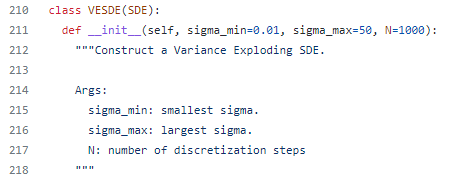 210 class VESDE(SDE):
211 def __init__(self, sigma_min=0.01, sigma_max=50, N=1000):
212 """Construct a Variance Exploding SDE.
213
214 Args:
215 sigma_min: smallest sigma.
216 sigma_max: largest sigma.
217 N: number of discretization steps
218 """